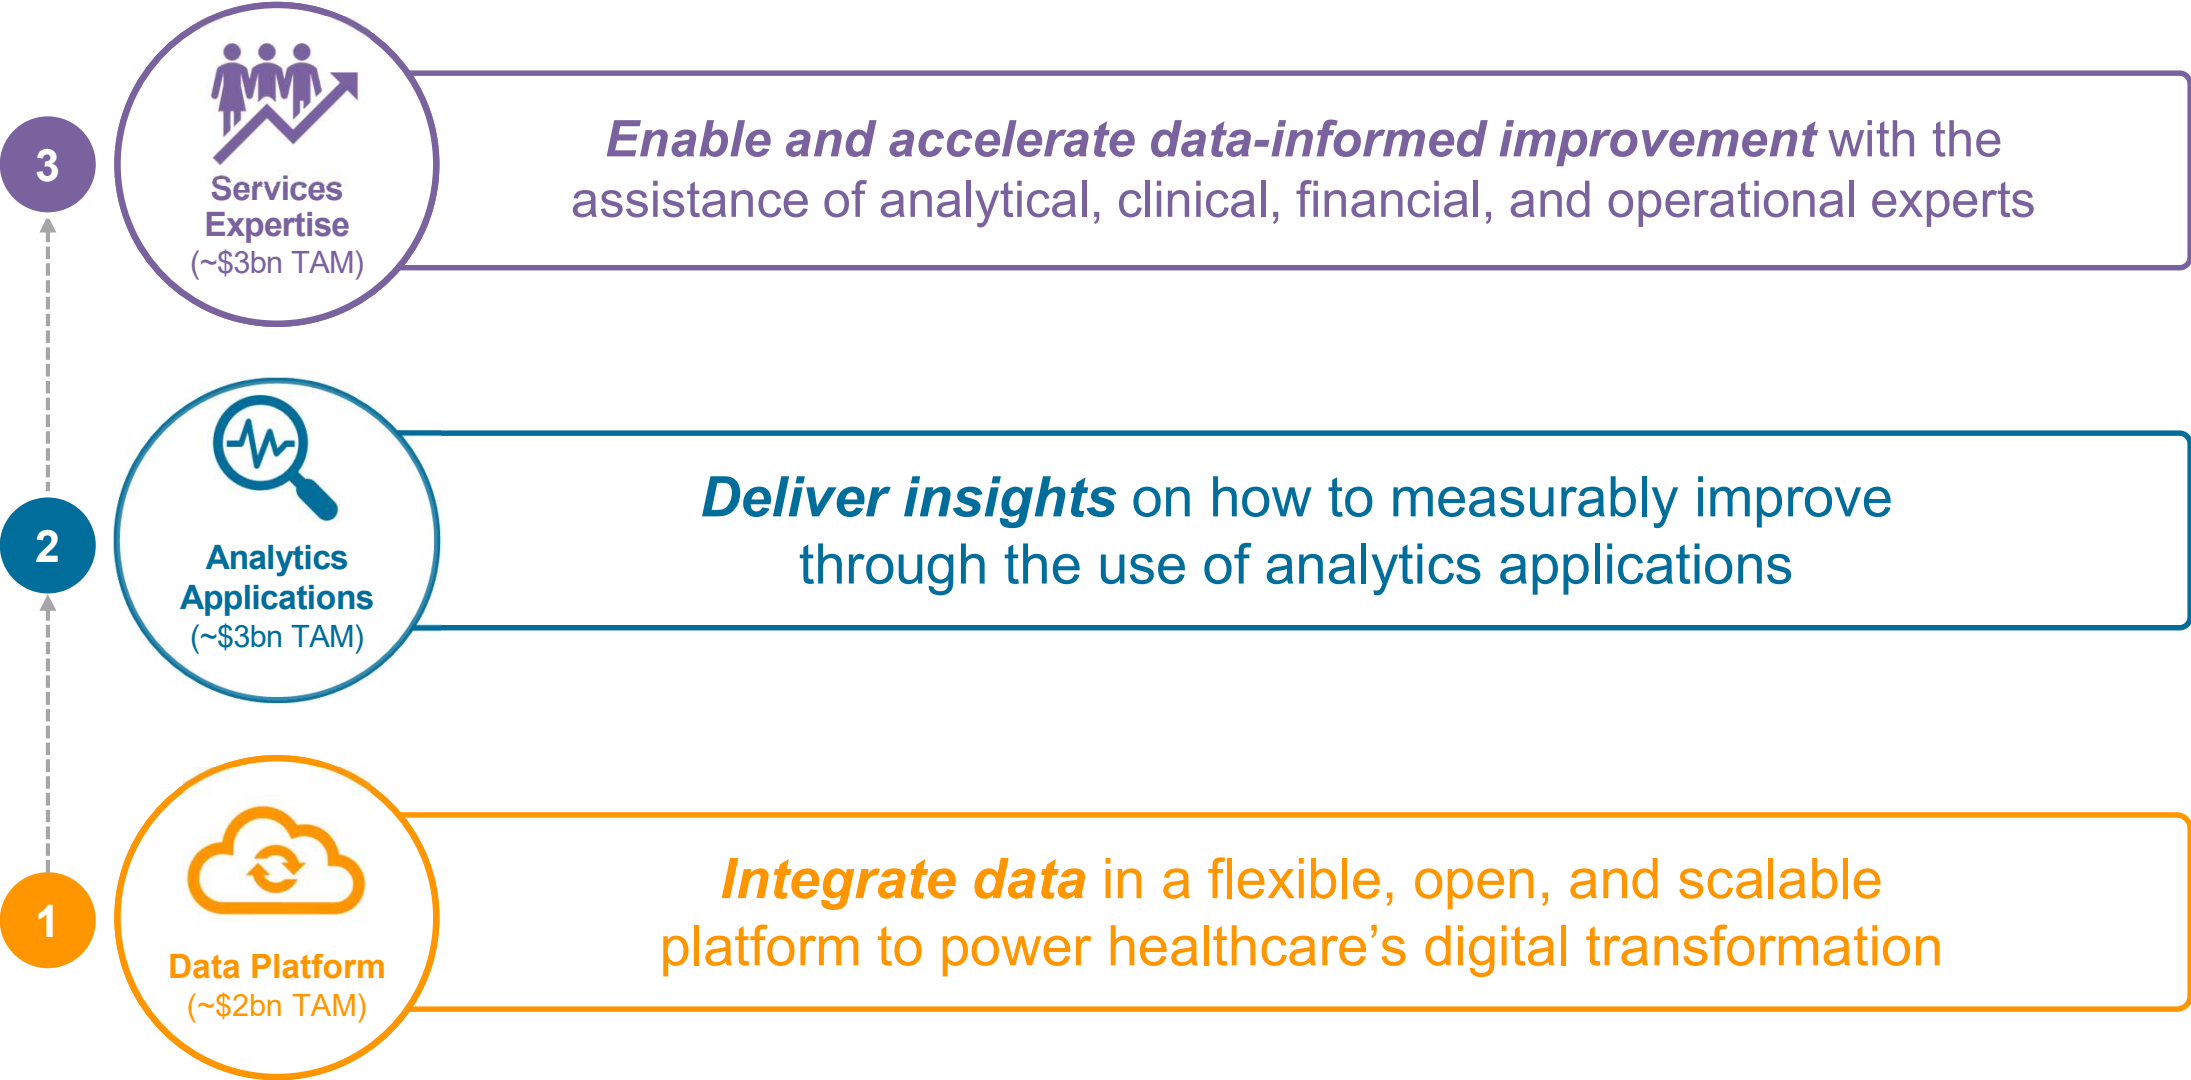 3
Services
Expertise
(~$3bn TAM)
Enable and accelerate data-informed improvement with the
assistance of analytical, clinical, financial, and operational experts
2
Analytics
Applications
(~$3bn TAM)
Deliver insights on how to measurably improve
through the use of analytics applications
1
Data Platform
(~$2bn TAM)
Integrate data in a flexible, open, and scalable
platform to power healthcare’s digital transformation